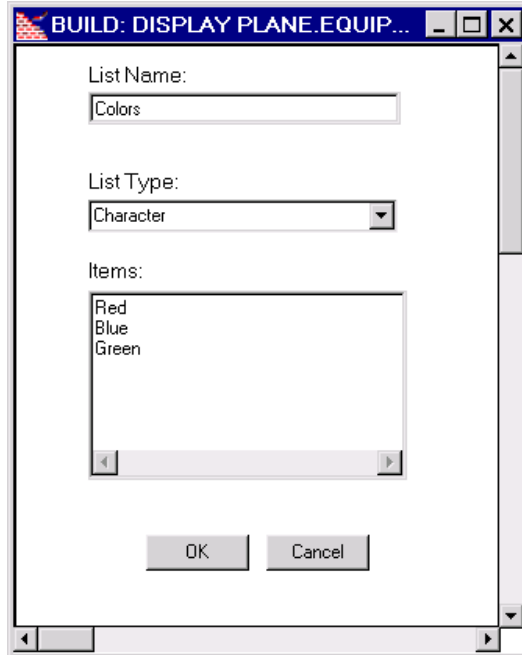 BUILD: DISPLAY PLANE.EQUIP...
List Name:
Colors
List Type:
Character
Items:
Red
Blue
Green
OK Cancel